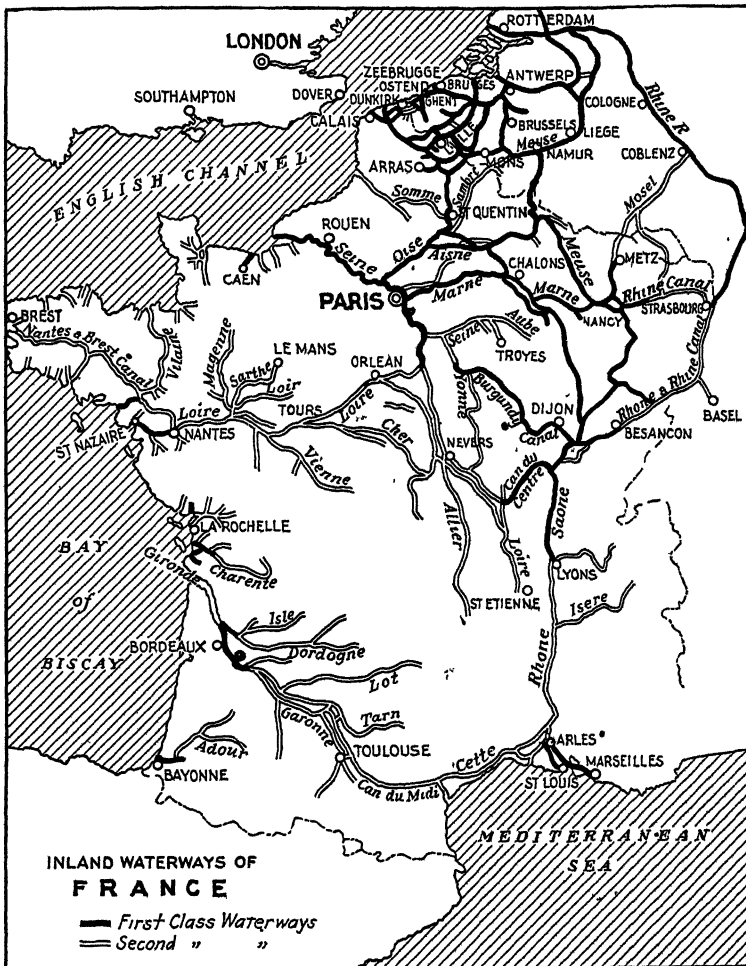 ROTTERDAM
LONDON
ZEEBRUGGE
OSTEND
BRUGES
ANTWERP
DOVER
DUNKIRK
GHENT
SOUTHAMPTON
CALAIS
COLOGNE
Rhine R
BRUSSELS
LIEGE
LILLE
Meuse
ARRAS
MONS
NAMUR
COBLENZ
ENGLISH CHANNEL
Somme
Sambre
Mosel
ST QUENTIN
ROUEN
Seine
Oise
Aisne
Meuse
METZ
CAEN
CHALONS
PARIS
Marne
Marne
Rhine Canal
NANCY
STRASBOURG
BREST
Nantes & Brest Canal
Vilaine
Magenne
LE MANS
Sarthe
Loir
ORLEAN
Seine
Aube
TROYES
Loire
TOURS
Loire
Yonne
Burgundy
Canal
DIJON
Rhone & Rhine Canal
BASEL
ST NAZAIRE
NANTES
Cher
NEVERS
BESANCON
Vienne
Can du
Centre
Allier
Loire
Saone
LA ROCHELLE
BAY
of
BISCAY
Gironde
Charente
LYONS
ST ETIENNE
Isere
Isle
BORDEAUX
Dordogne
Rhone
Lot
Garonne
Tarn
Adour
TOULOUSE
BAYONNE
Can du Midi
Cette
ARLES
MARSEILLES
ST LOUIS
MEDITERRANEAN
SEA
INLAND WATERWAYS OF
FRANCE
First Class Waterways
Second " "